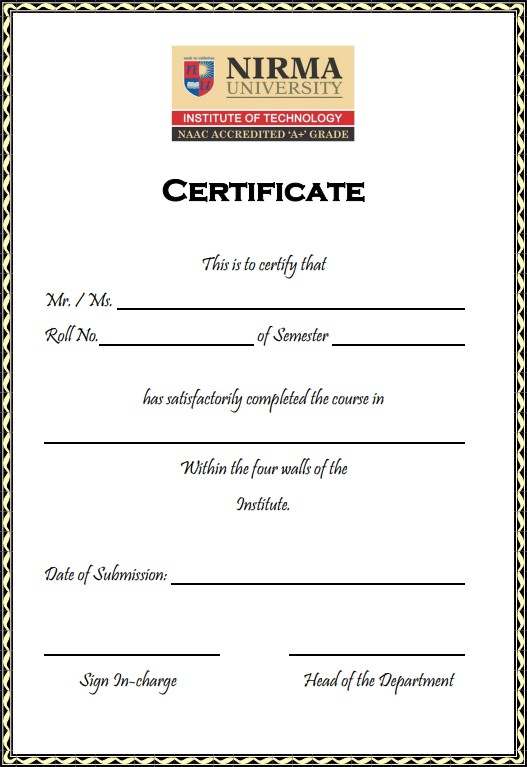 NIRMA
UNIVERSITY
INSTITUTE OF TECHNOLOGY
NAAC ACCREDITED 'A+' GRADE
CERTIFICATE
This is to certify that
Mr. / Ms.
Roll No. of Semester
has satisfactorily completed the course in
Within the four walls of the
Institute.
Date of Submission:
Sign In-charge Head of the Department